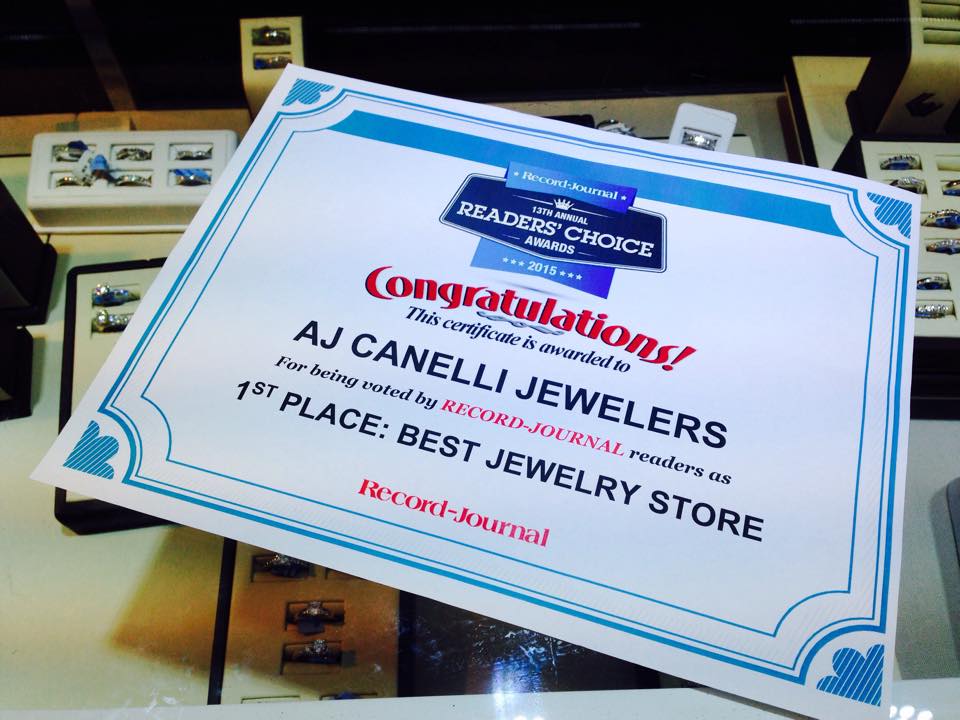 ★ Record-Journal ★
13TH ANNUAL
READERS' CHOICE
AWARDS
★★★ 2015 ★★★
Congratulations!
This certificate is awarded to
AJ CANELLI JEWELERS
For being voted by RECORD-JOURNAL readers as
1ST PLACE: BEST JEWELRY STORE
Record-Journal